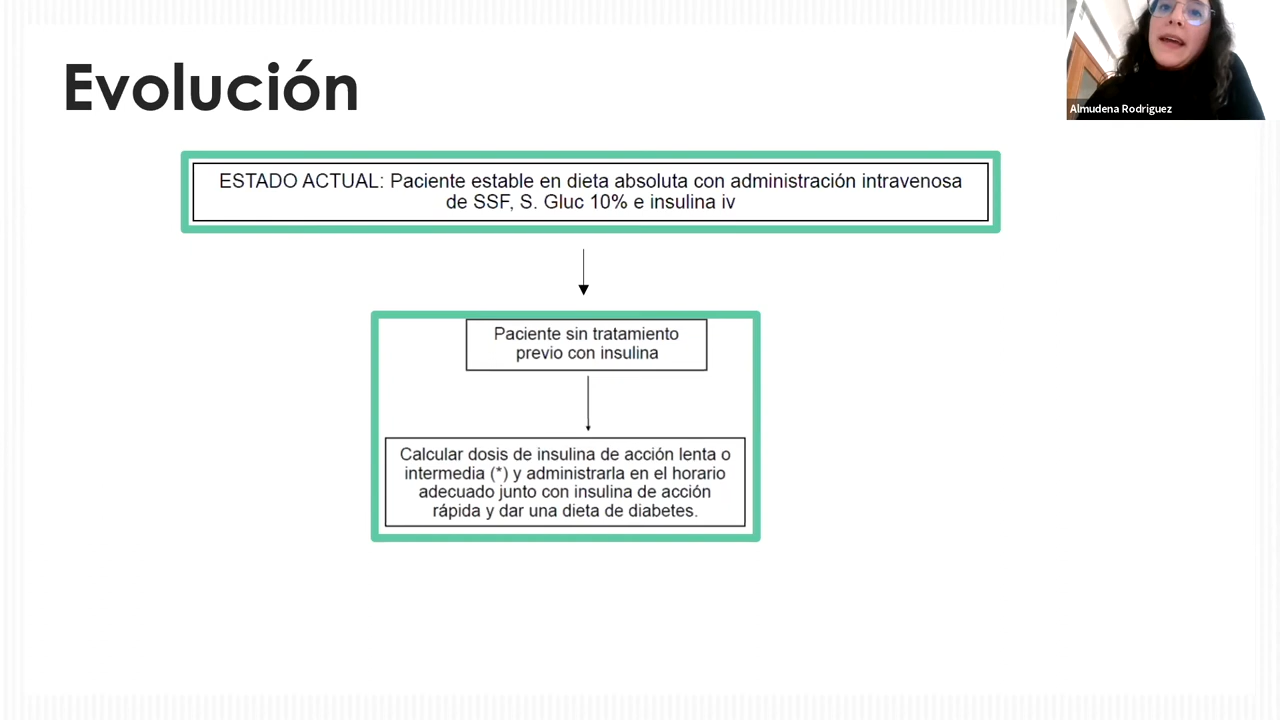 Evolución
Almudena Rodriguez
ESTADO ACTUAL: Paciente estable en dieta absoluta con administración intravenosa
de SSF, S. Gluc 10% e insulina iv
Paciente sin tratamiento
previo con insulina
Calcular dosis de insulina de acción lenta o
intermedia (*) y administrarla en el horario
adecuado junto con insulina de acción
rápida y dar una dieta de diabetes.